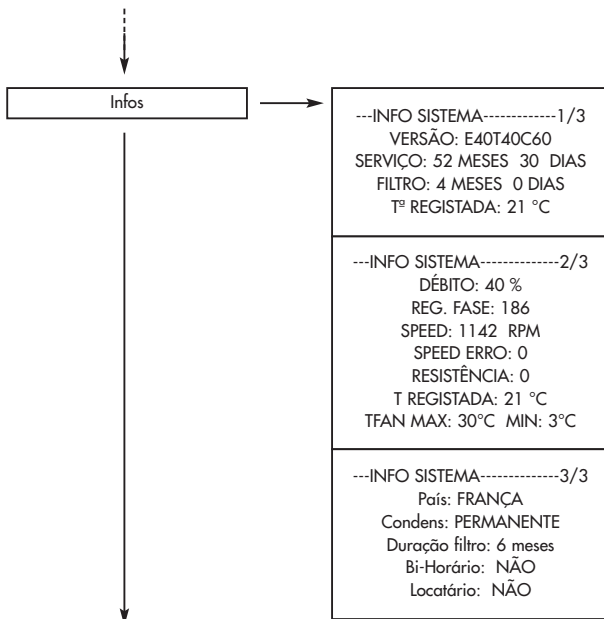 Infos
---INFO SISTEMA-------------1/3
VERSÃO: E40T40C60
SERVIÇO: 52 MESES 30 DIAS
FILTRO: 4 MESES 0 DIAS
Tº REGISTADA: 21 °C
---INFO SISTEMA-------------2/3
DÉBITO: 40 %
REG. FASE: 186
SPEED: 1142 RPM
SPEED ERRO: 0
RESISTÊNCIA: 0
T REGISTADA: 21 °C
TFAN MAX: 30°C MIN: 3°C
---INFO SISTEMA-------------3/3
País: FRANÇA
Condens: PERMANENTE
Duração filtro: 6 meses
Bi-Horário: NÃO
Locatário: NÃO